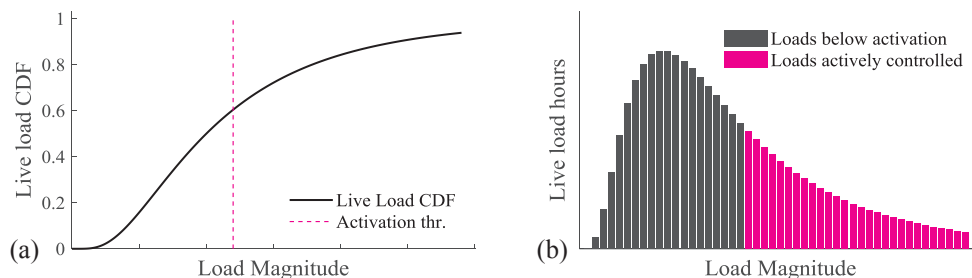 1
0.8
0.6
0.4
0.2
0
Live load CDF
Live Load CDF
Activation thr.
(a)
Load Magnitude
Loads below activation
Loads actively controlled
Live load hours
(b)
Load Magnitude